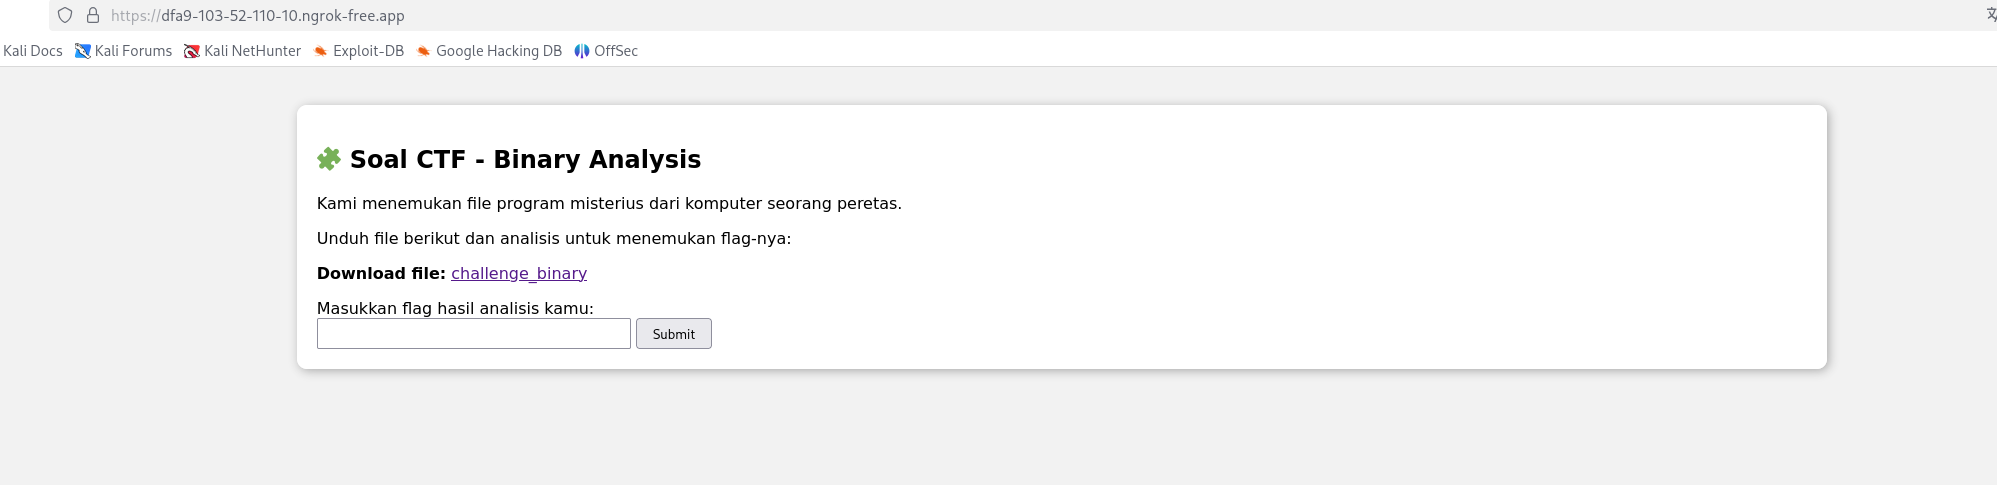 https://dfa9-103-52-110-10.ngrok-free.app
Kali Docs Kali Forums Kali NetHunter Exploit-DB Google Hacking DB OffSec
Soal CTF - Binary Analysis
Kami menemukan file program misterius dari komputer seorang peretas.
Unduh file berikut dan analisis untuk menemukan flag-nya:
Download file: challenge_binary
Masukkan flag hasil analisis kamu:
Submit